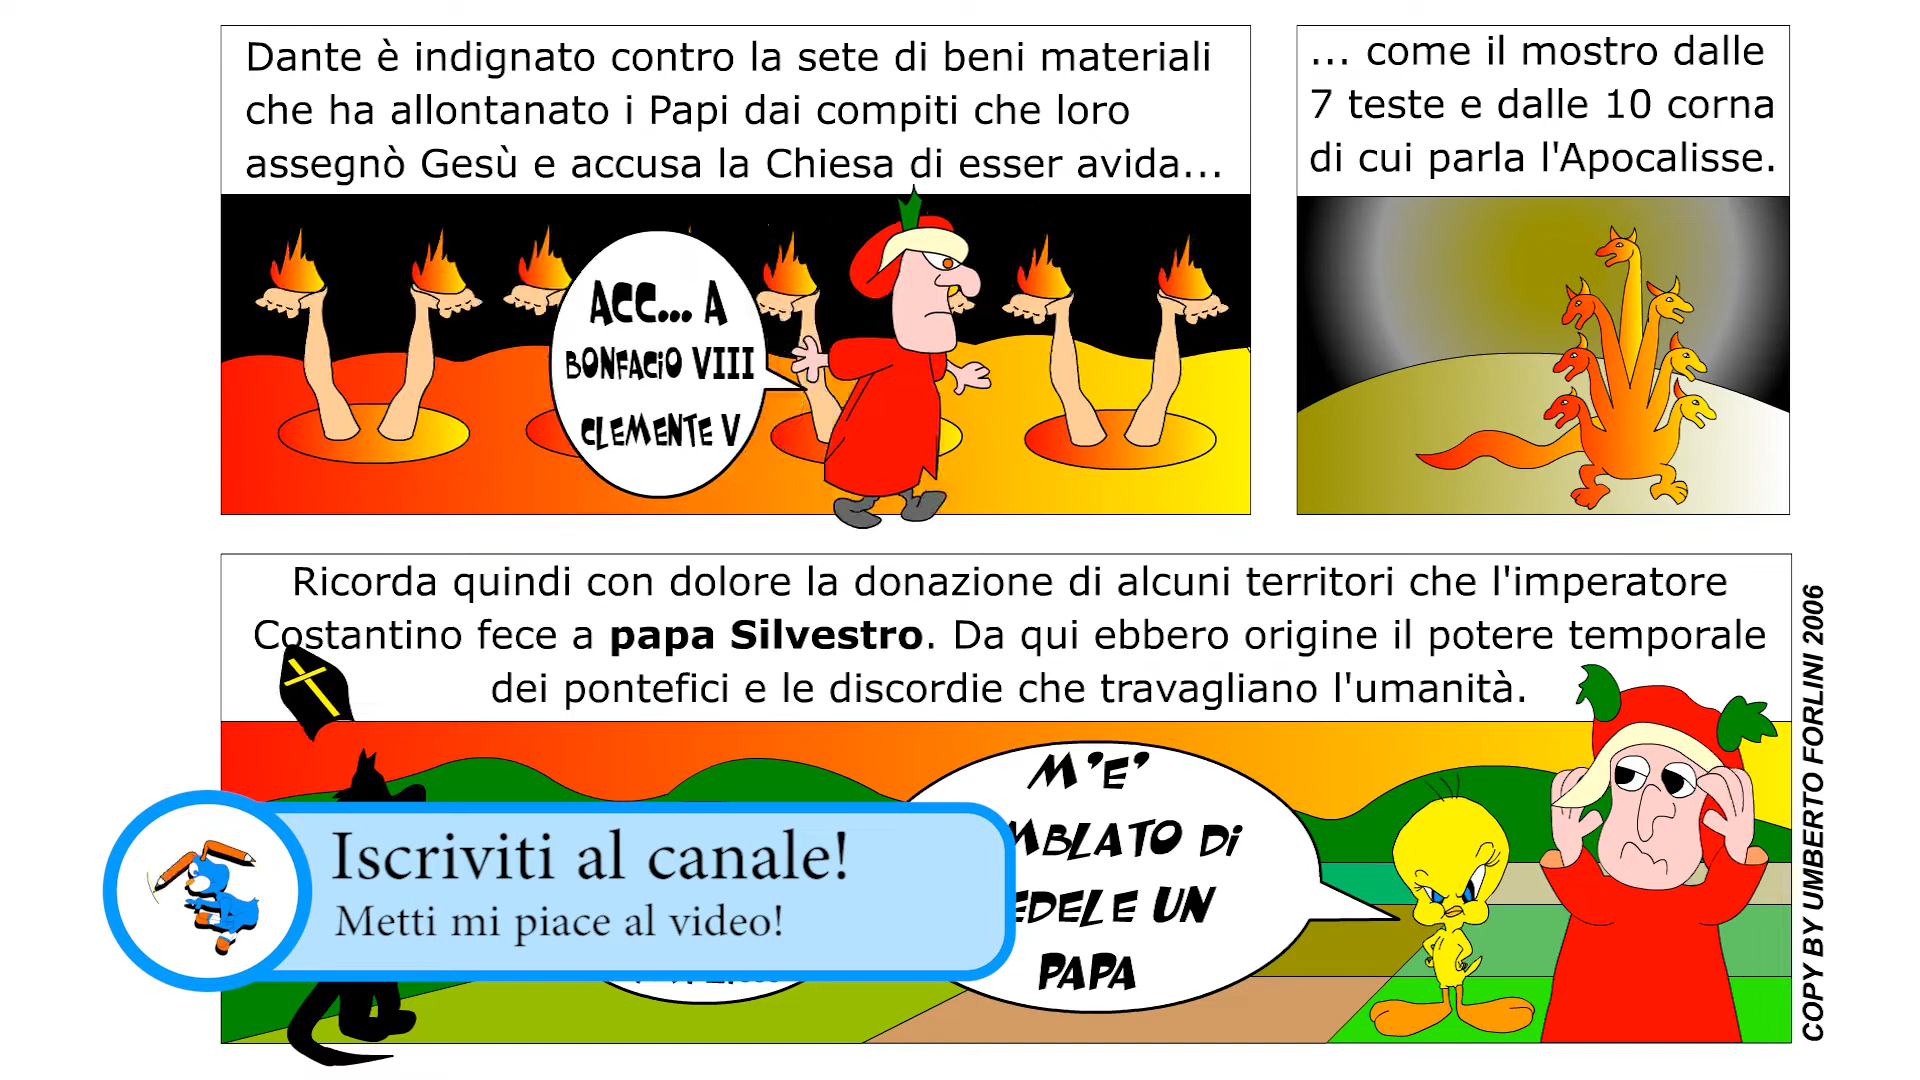 Dante è indignato contro la sete di beni materiali
che ha allontanato i Papi dai compiti che loro
assegnò Gesù e accusa la Chiesa di esser avida...
ACC... A
BONFACIO VIII
CLEMENTE V
... come il mostro dalle
7 teste e dalle 10 corna
di cui parla l'Apocalisse.
Ricorda quindi con dolore la donazione di alcuni territori che l'imperatore
Costantino fece a papa Silvestro. Da qui ebbero origine il potere temporale
dei pontefici e le discordie che travagliano l'umanità.
M'E'
MBLATO DI
EDELE UN
PAPA
Iscriviti al canale!
Metti mi piace al video!
COPY BY UMBERTO FORLINI 2006